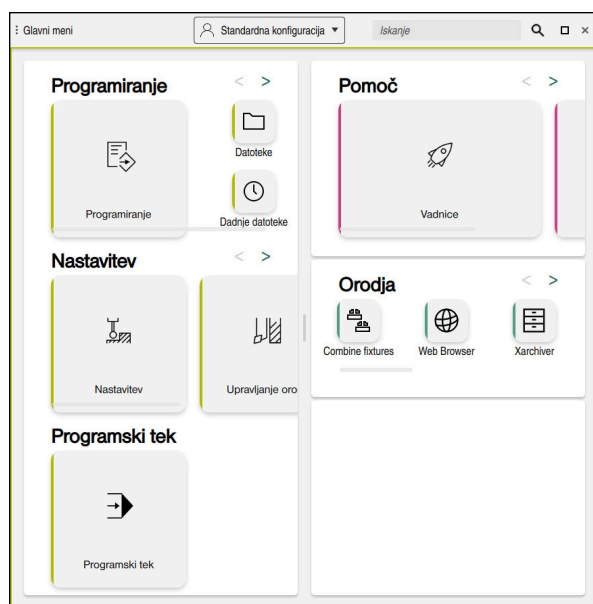 Glavni meni
Standardna konfiguracija
Iskanje
Programiranje
Programiranje
Datoteke
Dadnje datoteke
Nastavitev
Nastavitev
Upravljanje oro
Programski tek
Programski tek
Pomoč
Vadnice
Orodja
Combine fixtures
Web Browser
Xarchiver